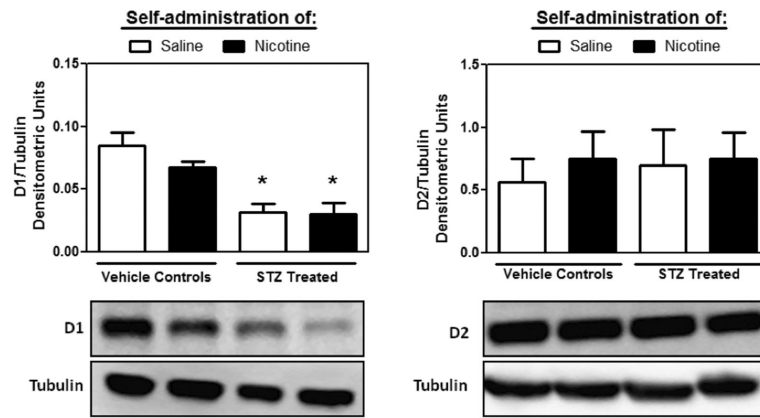 Self-administration of:
Saline Nicotine
D1/Tubulin
Densitometric Units
0.15
0.10
0.05
0.00
* *
Vehicle Controls STZ Treated
D1
Tubulin
Self-administration of:
Saline Nicotine
D2/Tubulin
Densitometric Units
1.5
1.0
0.5
0.0
Vehicle Controls STZ Treated
D2
Tubulin